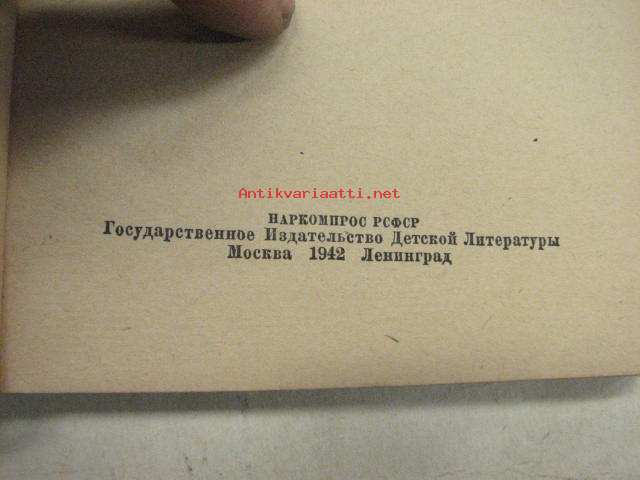 Antikvariaatti.net
НАРКОМПРОС РСФСР
Государственное Издательство Детской Литературы
Москва 1942 Ленинград